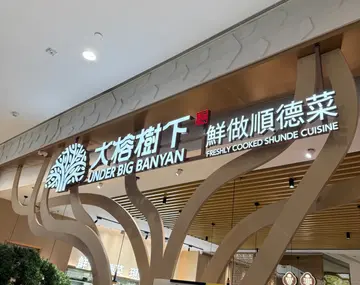 大榕樹下
UNDER BIG BANYAN
鮮做順德菜
FRESHLY COOKED SHUNDE CUISINE